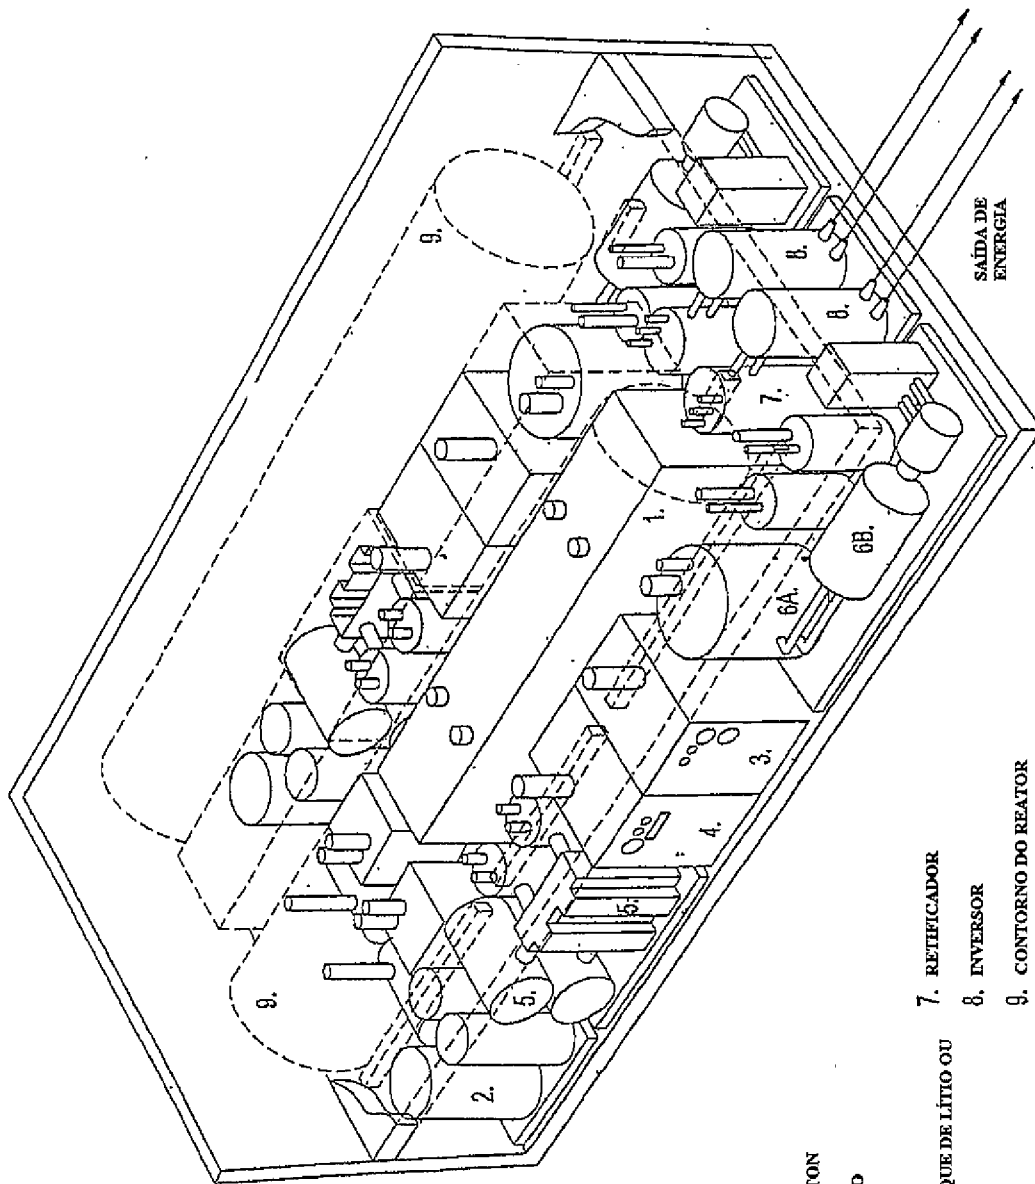 9.
9.
8.
8.
7.
1.
6B.
6A.
3.
4.
5.
5.
2.
SAÍDA DE
ENERGIA
TON
O
QUE DE LÍTIO OU
7. RETIFICADOR
8. INVERSOR
9. CONTORNO DO REATOR